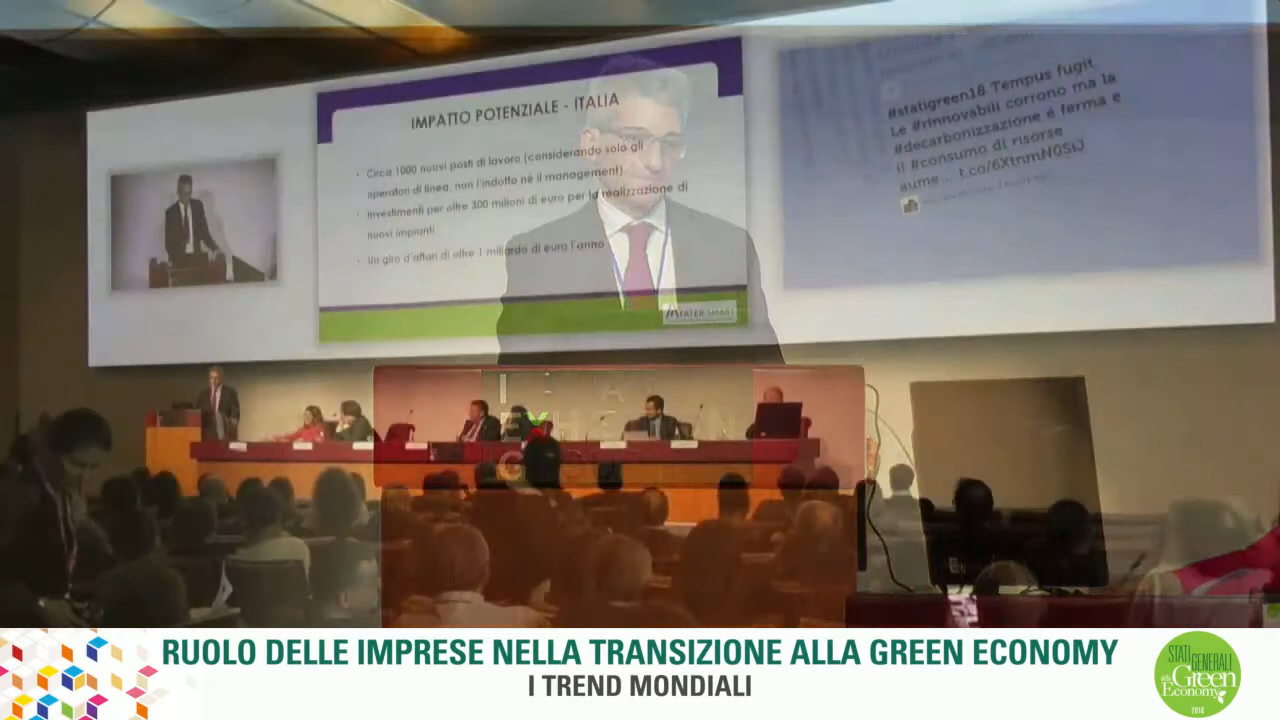 IMPATTO POTENZIALE - ITALIA
• Circa 1000 nuovi posti di lavoro (considerando solo gli
operatori di linea, non l'indotto né il management)
• Investimenti per oltre 300 milioni di euro per la realizzazione di
nuovi impianti
• Un giro d'affari di oltre 1 miliardo di euro l'anno
FATER SMART
#statigreen16 Tempus fugit
Le #rinnovabili corrono ma la
#decarbonizzazione è ferma e
il #consumo di risorse
aume... t.co/6XtnmN0StJ
RUOLO DELLE IMPRESE NELLA TRANSIZIONE ALLA GREEN ECONOMY
I TREND MONDIALI
STATI GENERALI
della Green
Economy
2016